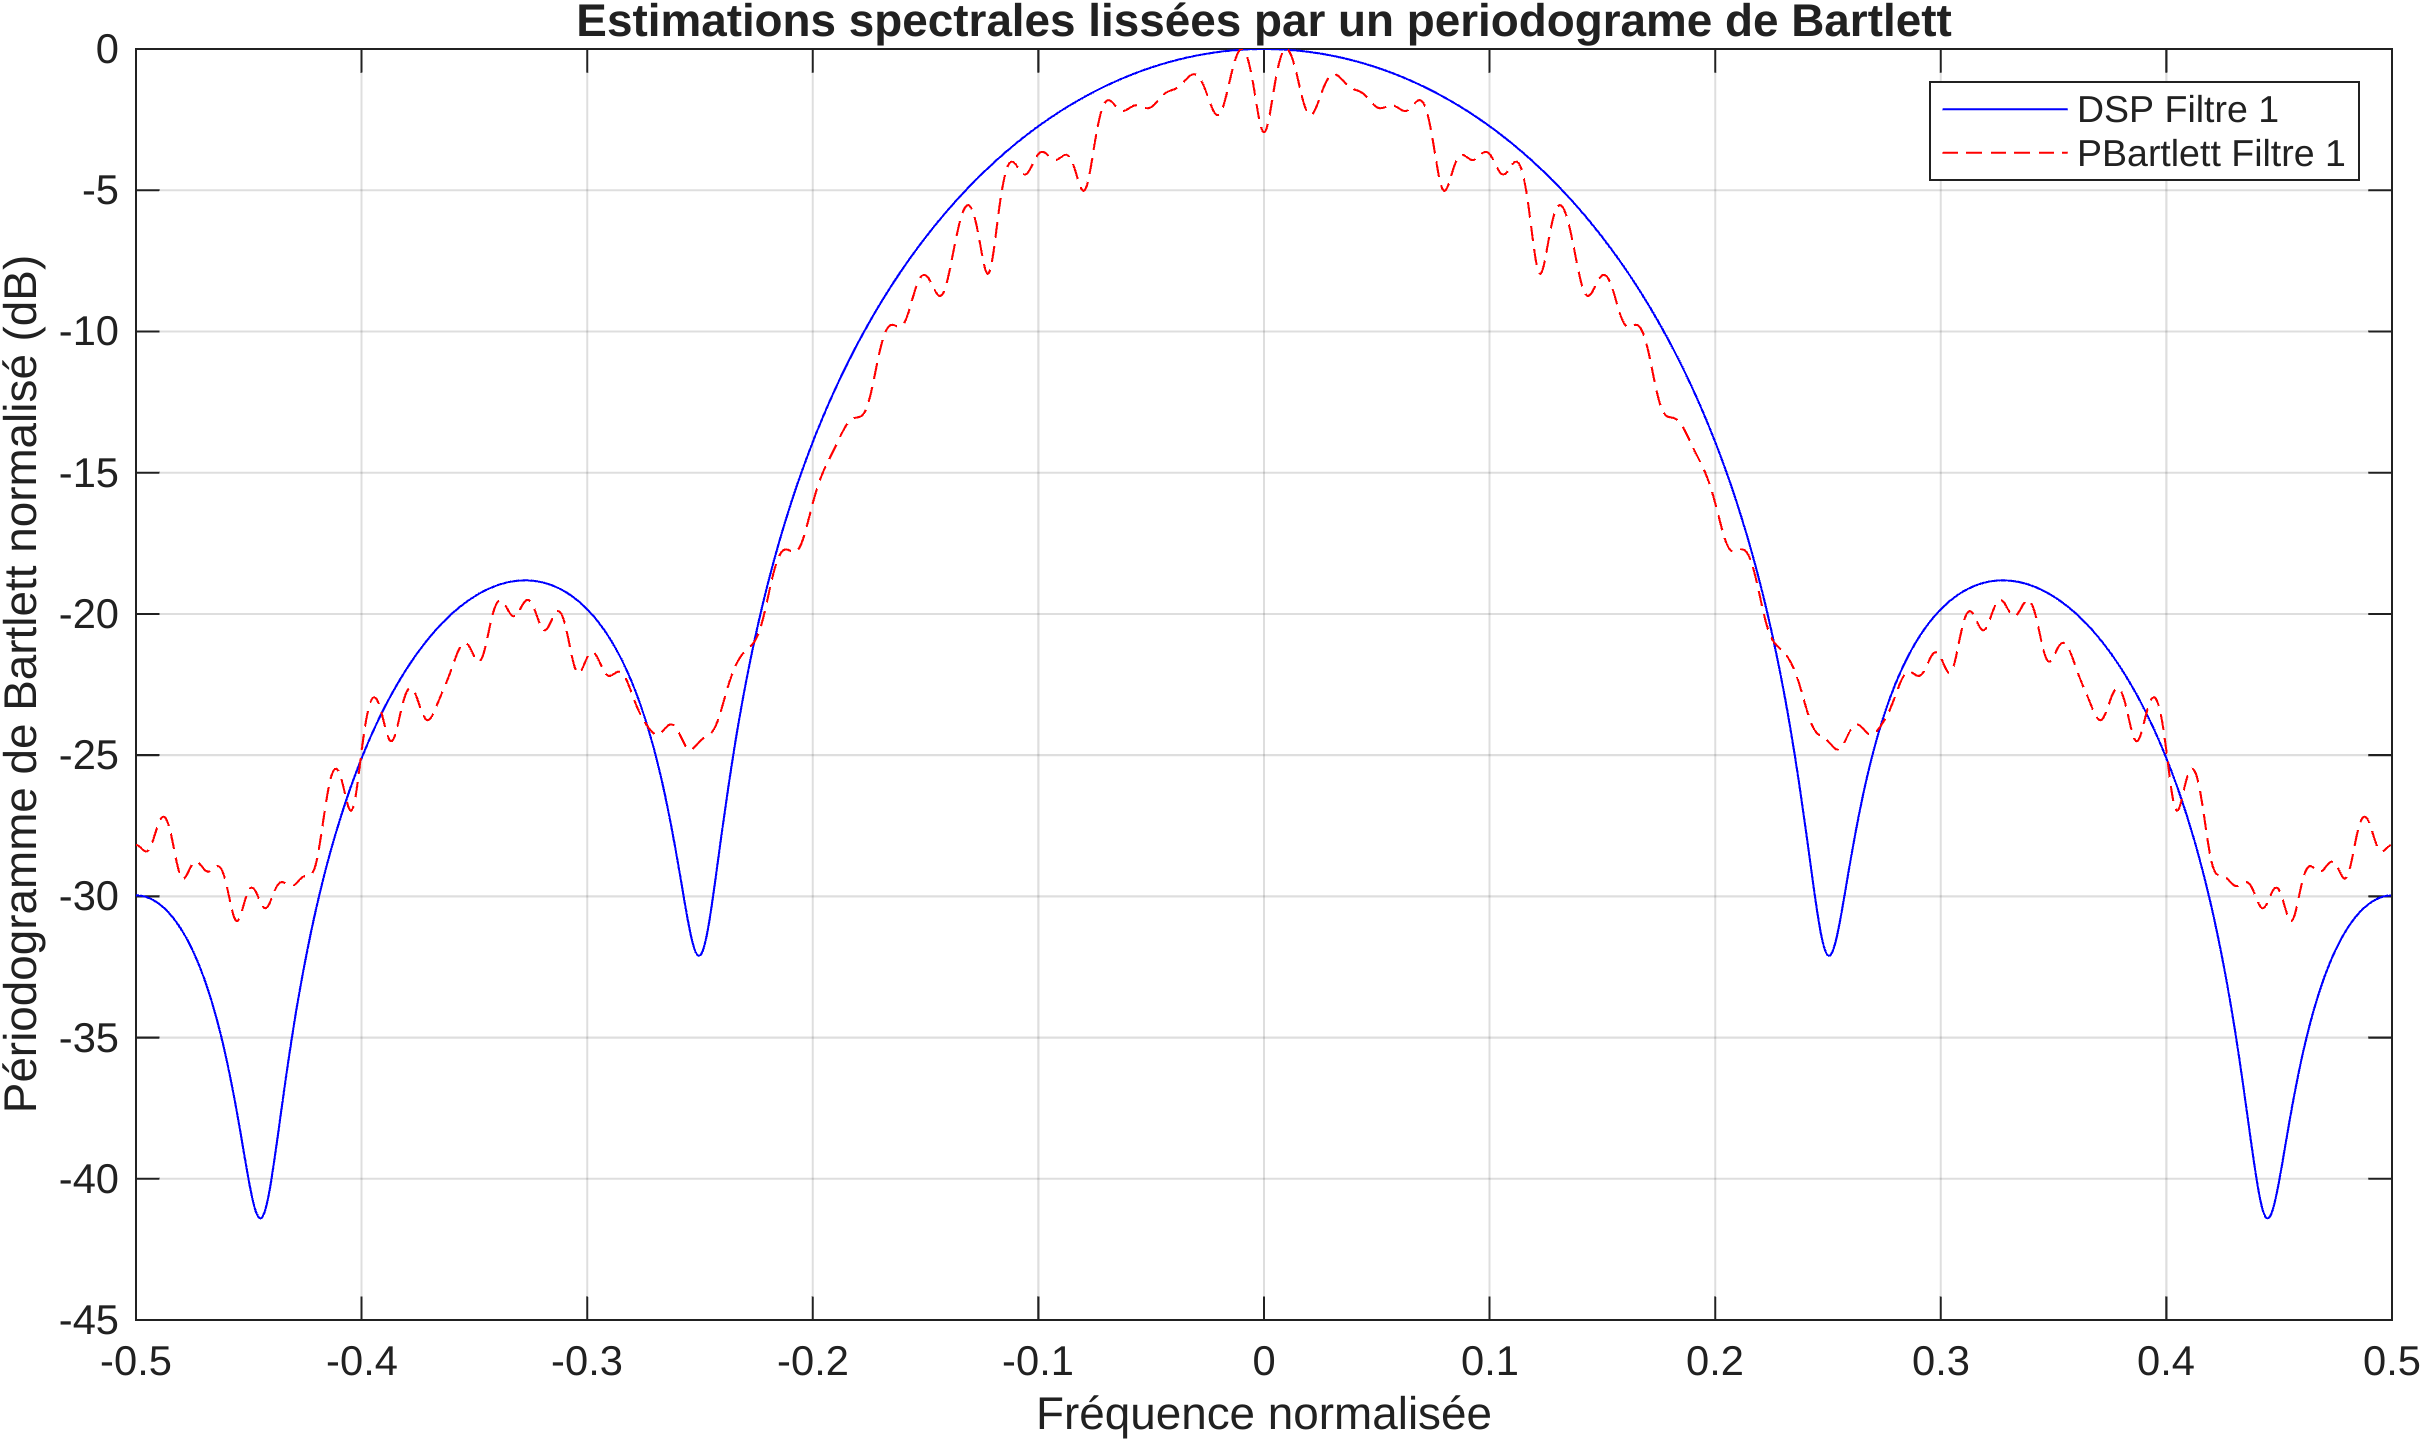 Estimations spectrales lissées par un periodograme de Bartlett
DSP Filtre 1
PBartlett Filtre 1
Périodogramme de Bartlett normalisé (dB)
0
-5
-10
-15
-20
-25
-30
-35
-40
-45
-0.5 -0.4 -0.3 -0.2 -0.1 0 0.1 0.2 0.3 0.4 0.5
Fréquence normalisée